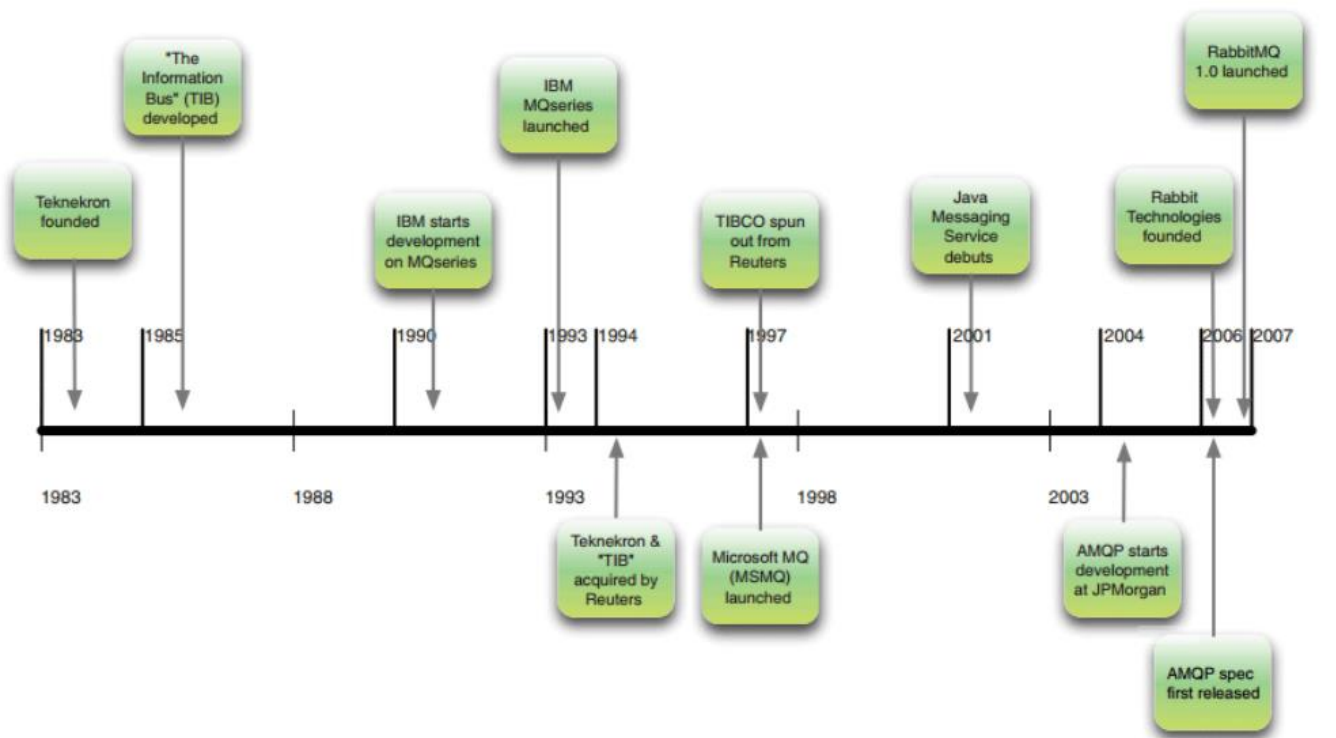 "The
Information
Bus" (TIB)
developed
IBM
MQseries
launched
RabbitMQ
1.0 launched
Teknekron
founded
IBM starts
development
on MQseries
TIBCO spun
out from
Reuters
Java
Messaging
Service
debuts
Rabbit
Technologies
founded
1983
1985
1990
1993
1994
1997
2001
2004
2006
2007
1983
1988
1993
1998
2003
Teknekron &
"TIB"
acquired by
Reuters
Microsoft MQ
(MSMQ)
launched
AMQP starts
development
at JPMorgan
AMQP spec
first released